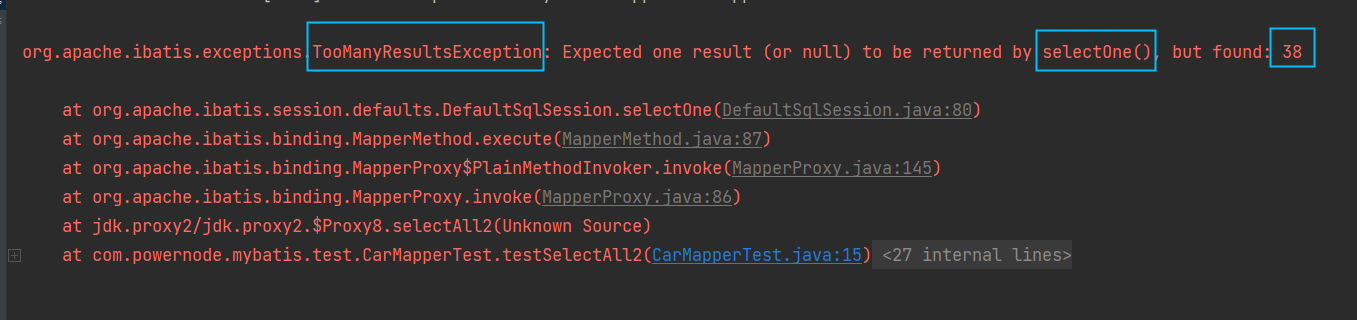 org.apache.ibatis.exceptions.TooManyResultsException: Expected one result (or null) to be returned by selectOne(), but found: 38
at org.apache.ibatis.session.defaults.DefaultSqlSession.selectOne(DefaultSqlSession.java:80)
at org.apache.ibatis.binding.MapperMethod.execute(MapperMethod.java:87)
at org.apache.ibatis.binding.MapperProxy$PlainMethodInvoker.invoke(MapperProxy.java:145)
at org.apache.ibatis.binding.MapperProxy.invoke(MapperProxy.java:86)
at jdk.proxy2/jdk.proxy2.$Proxy8.selectAll2(Unknown Source)
at com.powernode.mybatis.test.CarMapperTest.testSelectAll2(CarMapperTest.java:15) <27 internal lines>